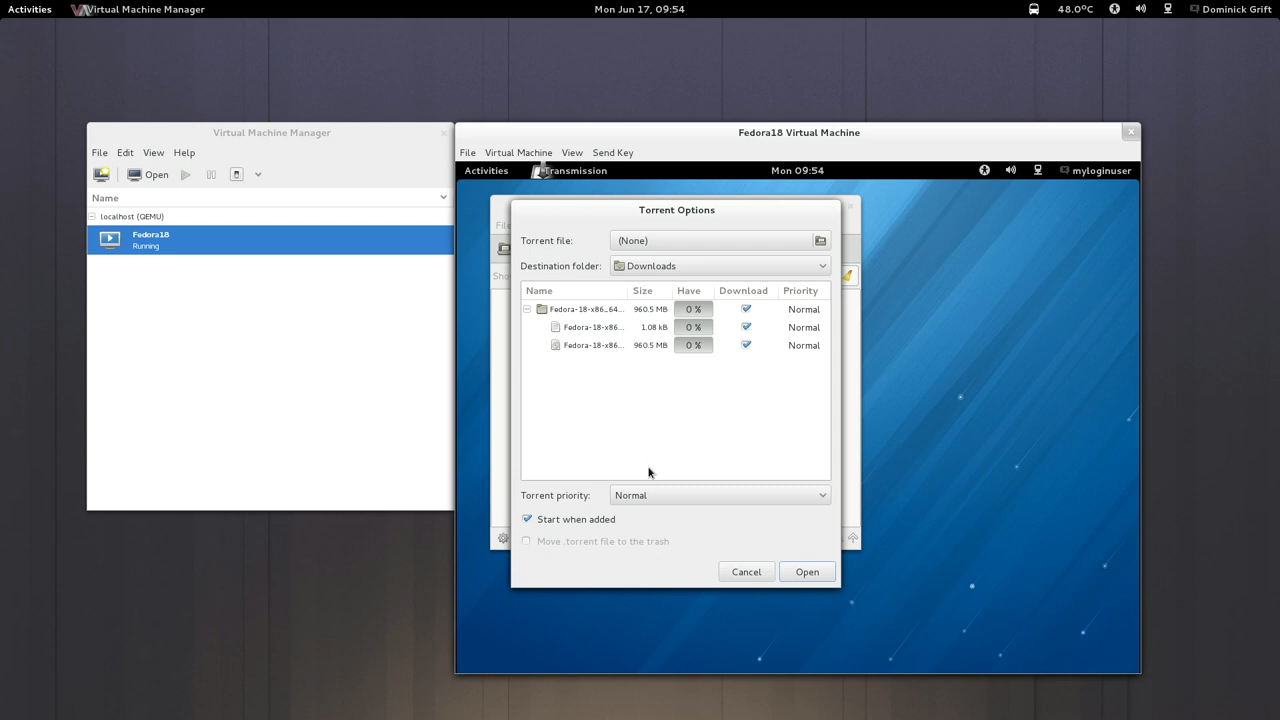 Activities Virtual Machine Manager Mon Jun 17, 09:54 48.0°C Dominick Grift
Virtual Machine Manager
File Edit View Help
Open
Name
localhost (QEMU)
Fedora18
Running
Fedora18 Virtual Machine
File Virtual Machine View Send Key
Activities Transmission Mon 09:54 myloginuser
Torrent Options
Torrent file: (None)
Destination folder: Downloads
Name Size Have Download Priority
Fedora-18-x86_64... 960.5 MB 0 % Normal
Fedora-18-x86... 1.08 kB 0 % Normal
Fedora-18-x86... 960.5 MB 0 % Normal
Torrent priority: Normal
Start when added
Move .torrent file to the trash
Cancel Open